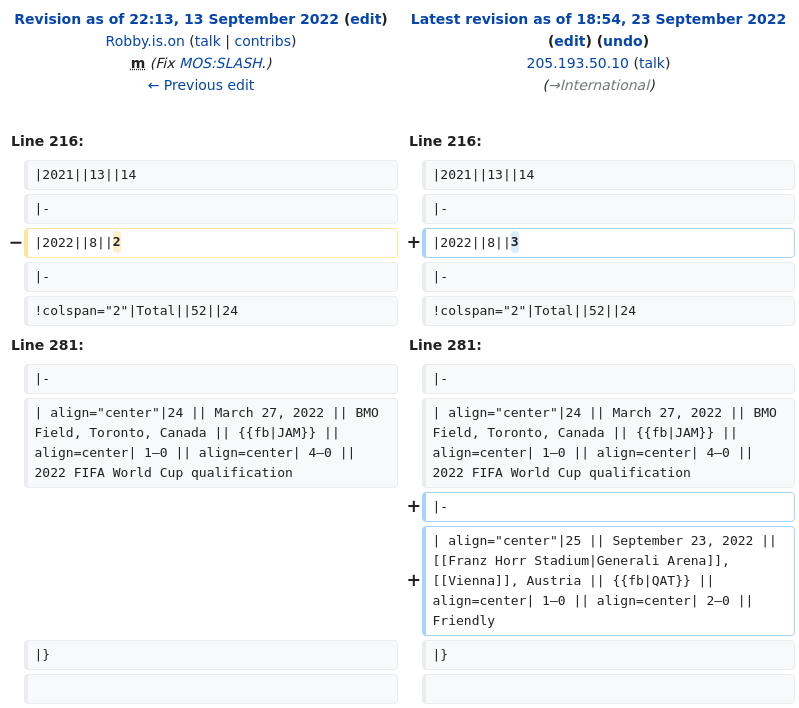 Revision as of 22:13, 13 September 2022 (edit)
Robby.is.on (talk | contribs)
m (Fix MOS:SLASH.)
← Previous edit
Latest revision as of 18:54, 23 September 2022
(edit) (undo)
205.193.50.10 (talk)
(→International)
Line 216:
Line 216:
|2021||13||14
|2021||13||14
|-
|-
− |2022||8||2
+ |2022||8||3
|-
|-
!colspan="2"|Total||52||24
!colspan="2"|Total||52||24
Line 281:
Line 281:
|-
|-
| align="center"|24 || March 27, 2022 || BMO
Field, Toronto, Canada || {{fb|JAM}} ||
align=center| 1–0 || align=center| 4–0 ||
2022 FIFA World Cup qualification
| align="center"|24 || March 27, 2022 || BMO
Field, Toronto, Canada || {{fb|JAM}} ||
align=center| 1–0 || align=center| 4–0 ||
2022 FIFA World Cup qualification
+ |-
+ | align="center"|25 || September 23, 2022 ||
[[Franz Horr Stadium|Generali Arena]],
[[Vienna]], Austria || {{fb|QAT}} ||
align=center| 1–0 || align=center| 2–0 ||
Friendly
|}
|}